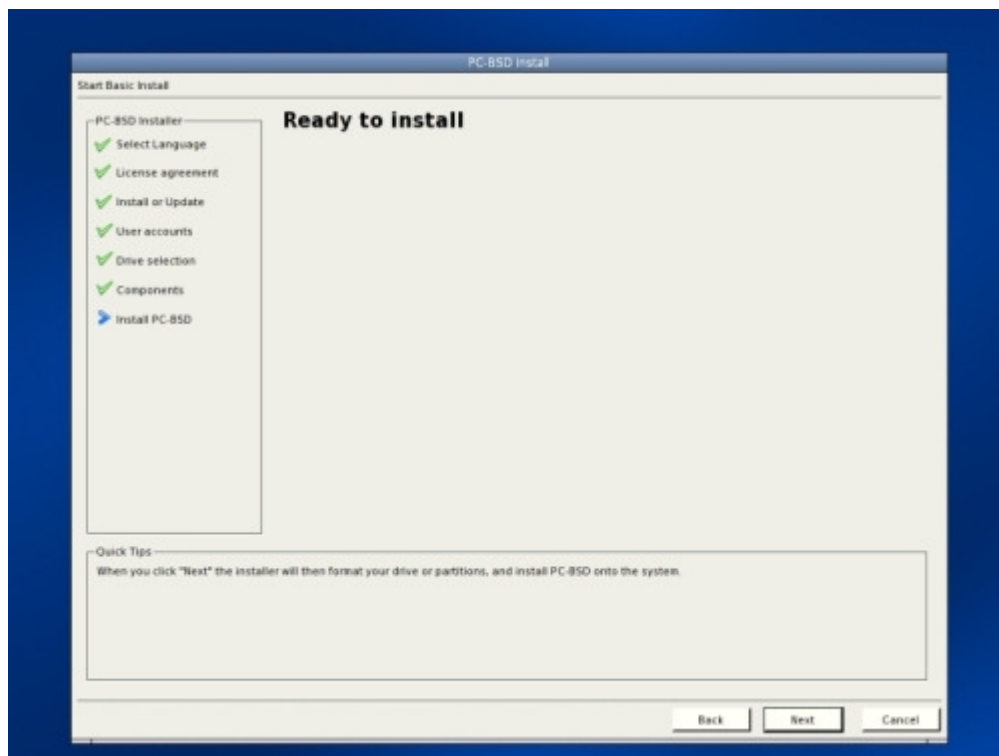 PC-BSD Install
Start Basic Install
PC-BSD Installer
Ready to install
Select Language
License agreement
Install or Update
User accounts
Drive selection
Components
Install PC-BSD
Quick Tips
When you click "Next" the installer will then format your drive or partitions, and install PC-BSD onto the system.
Back Next Cancel